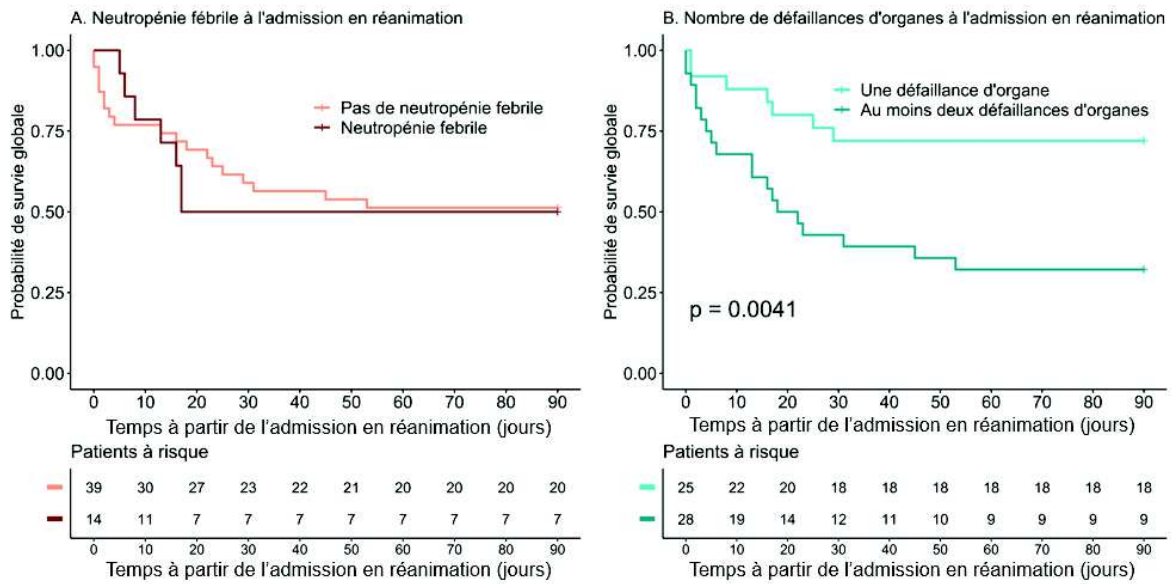 A. Neutropénie fébrile à l'admission en réanimation
Probabilité de survie globale
1.00
0.75
0.50
0.25
0.00
Pas de neutropénie febrile
Neutropénie febrile
0 10 20 30 40 50 60 70 80 90
Temps à partir de l'admission en réanimation (jours)
Patients à risque
39 30 27 23 22 21 20 20 20 20
14 11 7 7 7 7 7 7 7 7
0 10 20 30 40 50 60 70 80 90
Temps à partir de l'admission en réanimation (jours)
B. Nombre de défaillances d'organes à l'admission en réanimation
Probabilité de survie globale
1.00
0.75
0.50
0.25
0.00
Une défaillance d'organe
Au moins deux défaillances d'organes
p = 0.0041
0 10 20 30 40 50 60 70 80 90
Temps à partir de l'admission en réanimation (jours)
Patients à risque
25 22 20 18 18 18 18 18 18 18
28 19 14 12 11 10 9 9 9 9
0 10 20 30 40 50 60 70 80 90
Temps à partir de l'admission en réanimation (jours)